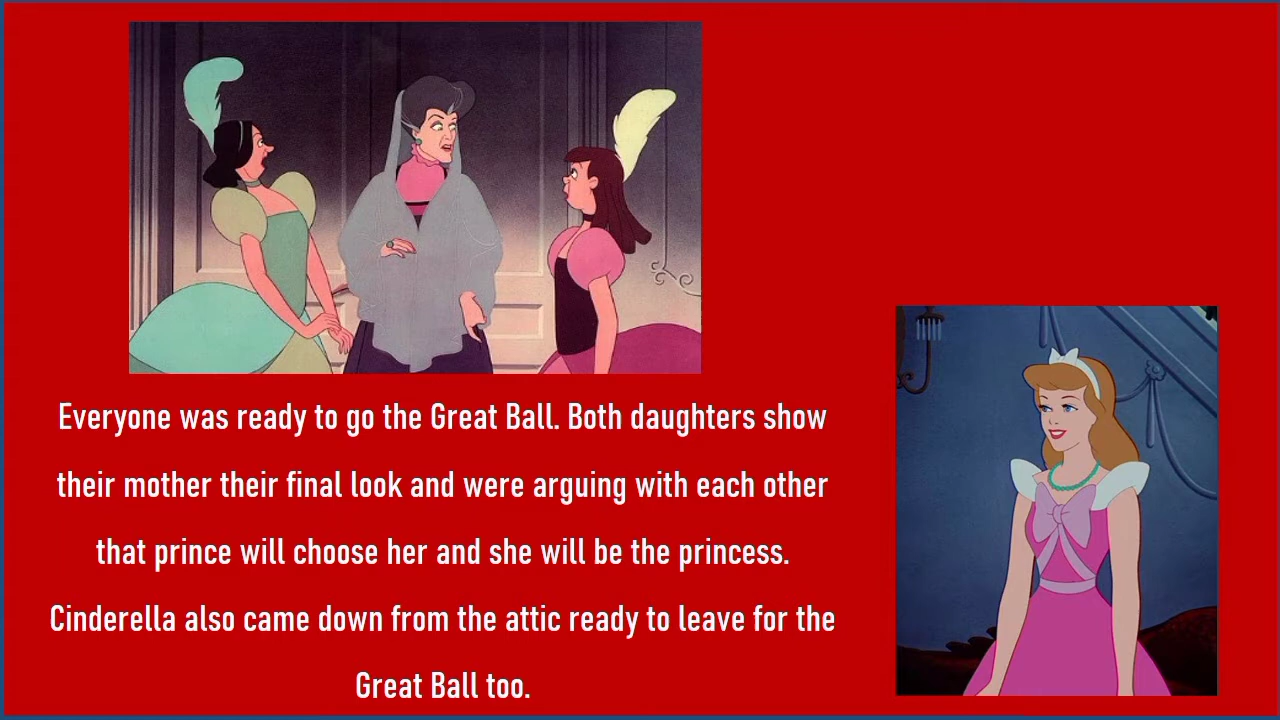 Everyone was ready to go the Great Ball. Both daughters show
their mother their final look and were arguing with each other
that prince will choose her and she will be the princess.
Cinderella also came down from the attic ready to leave for the
Great Ball too.